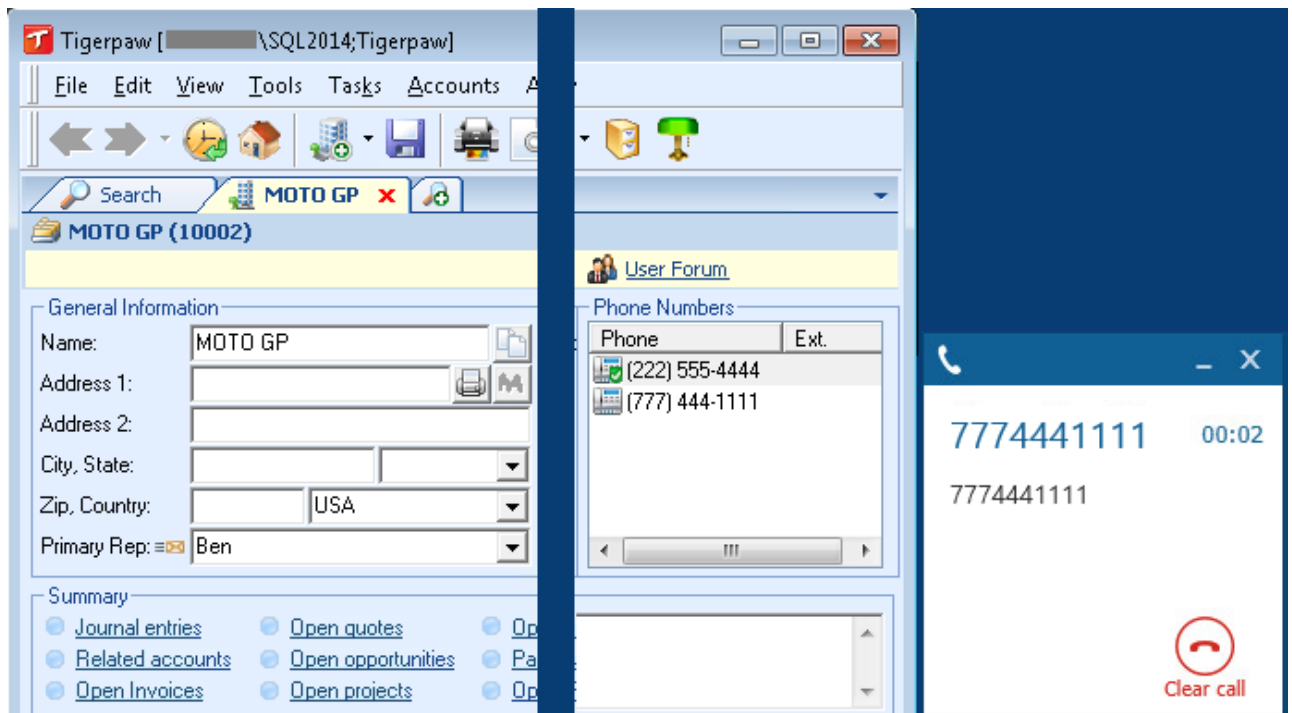 Tigerpaw [ \SQL2014;Tigerpaw]
File Edit View Tools Tasks Accounts
Search MOTO GP
MOTO GP (10002)
User Forum
General Information
Name: MOTO GP
Address 1:
Address 2:
City, State:
Zip, Country: USA
Primary Rep: Ben
Phone Numbers
Phone Ext.
(222) 555-4444
(777) 444-1111
Summary
Journal entries Open quotes
Related accounts Open opportunities
Open Invoices Open projects
7774441111 00:02
7774441111
Clear call